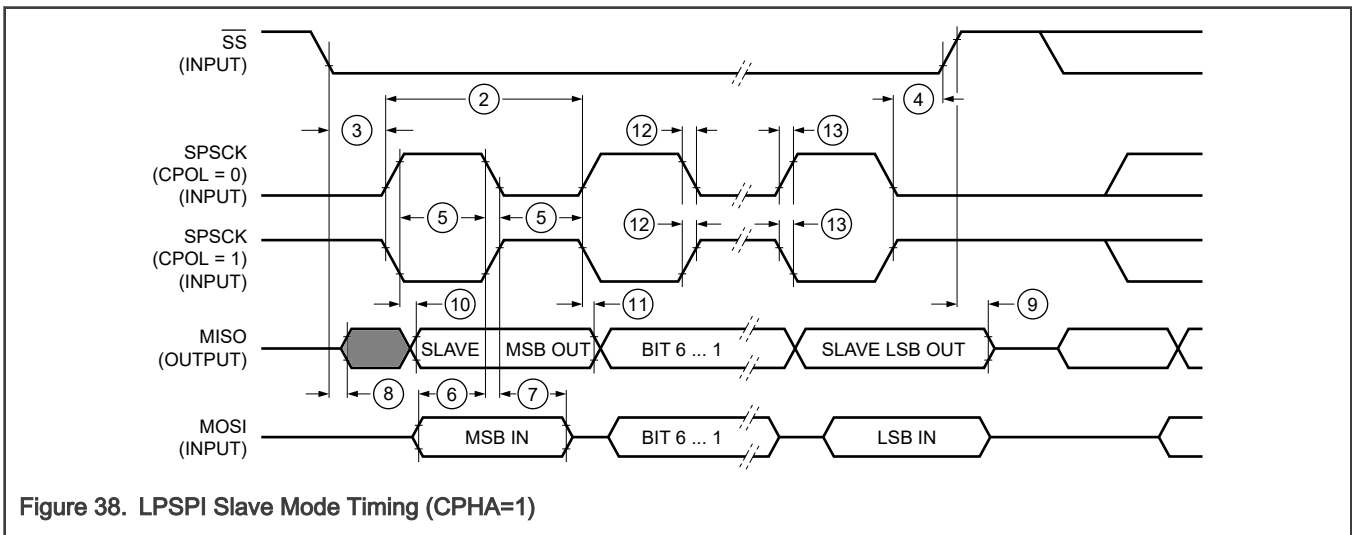 SS
(INPUT)
2
3
4
12
13
SPSCK
(CPOL = 0)
(INPUT)
5
5
12
13
SPSCK
(CPOL = 1)
(INPUT)
10
11
9
MISO
(OUTPUT)
SLAVE
MSB OUT
BIT 6 ... 1
SLAVE LSB OUT
8
6
7
MOSI
(INPUT)
MSB IN
BIT 6 ... 1
LSB IN
Figure 38. LPSPI Slave Mode Timing (CPHA=1)